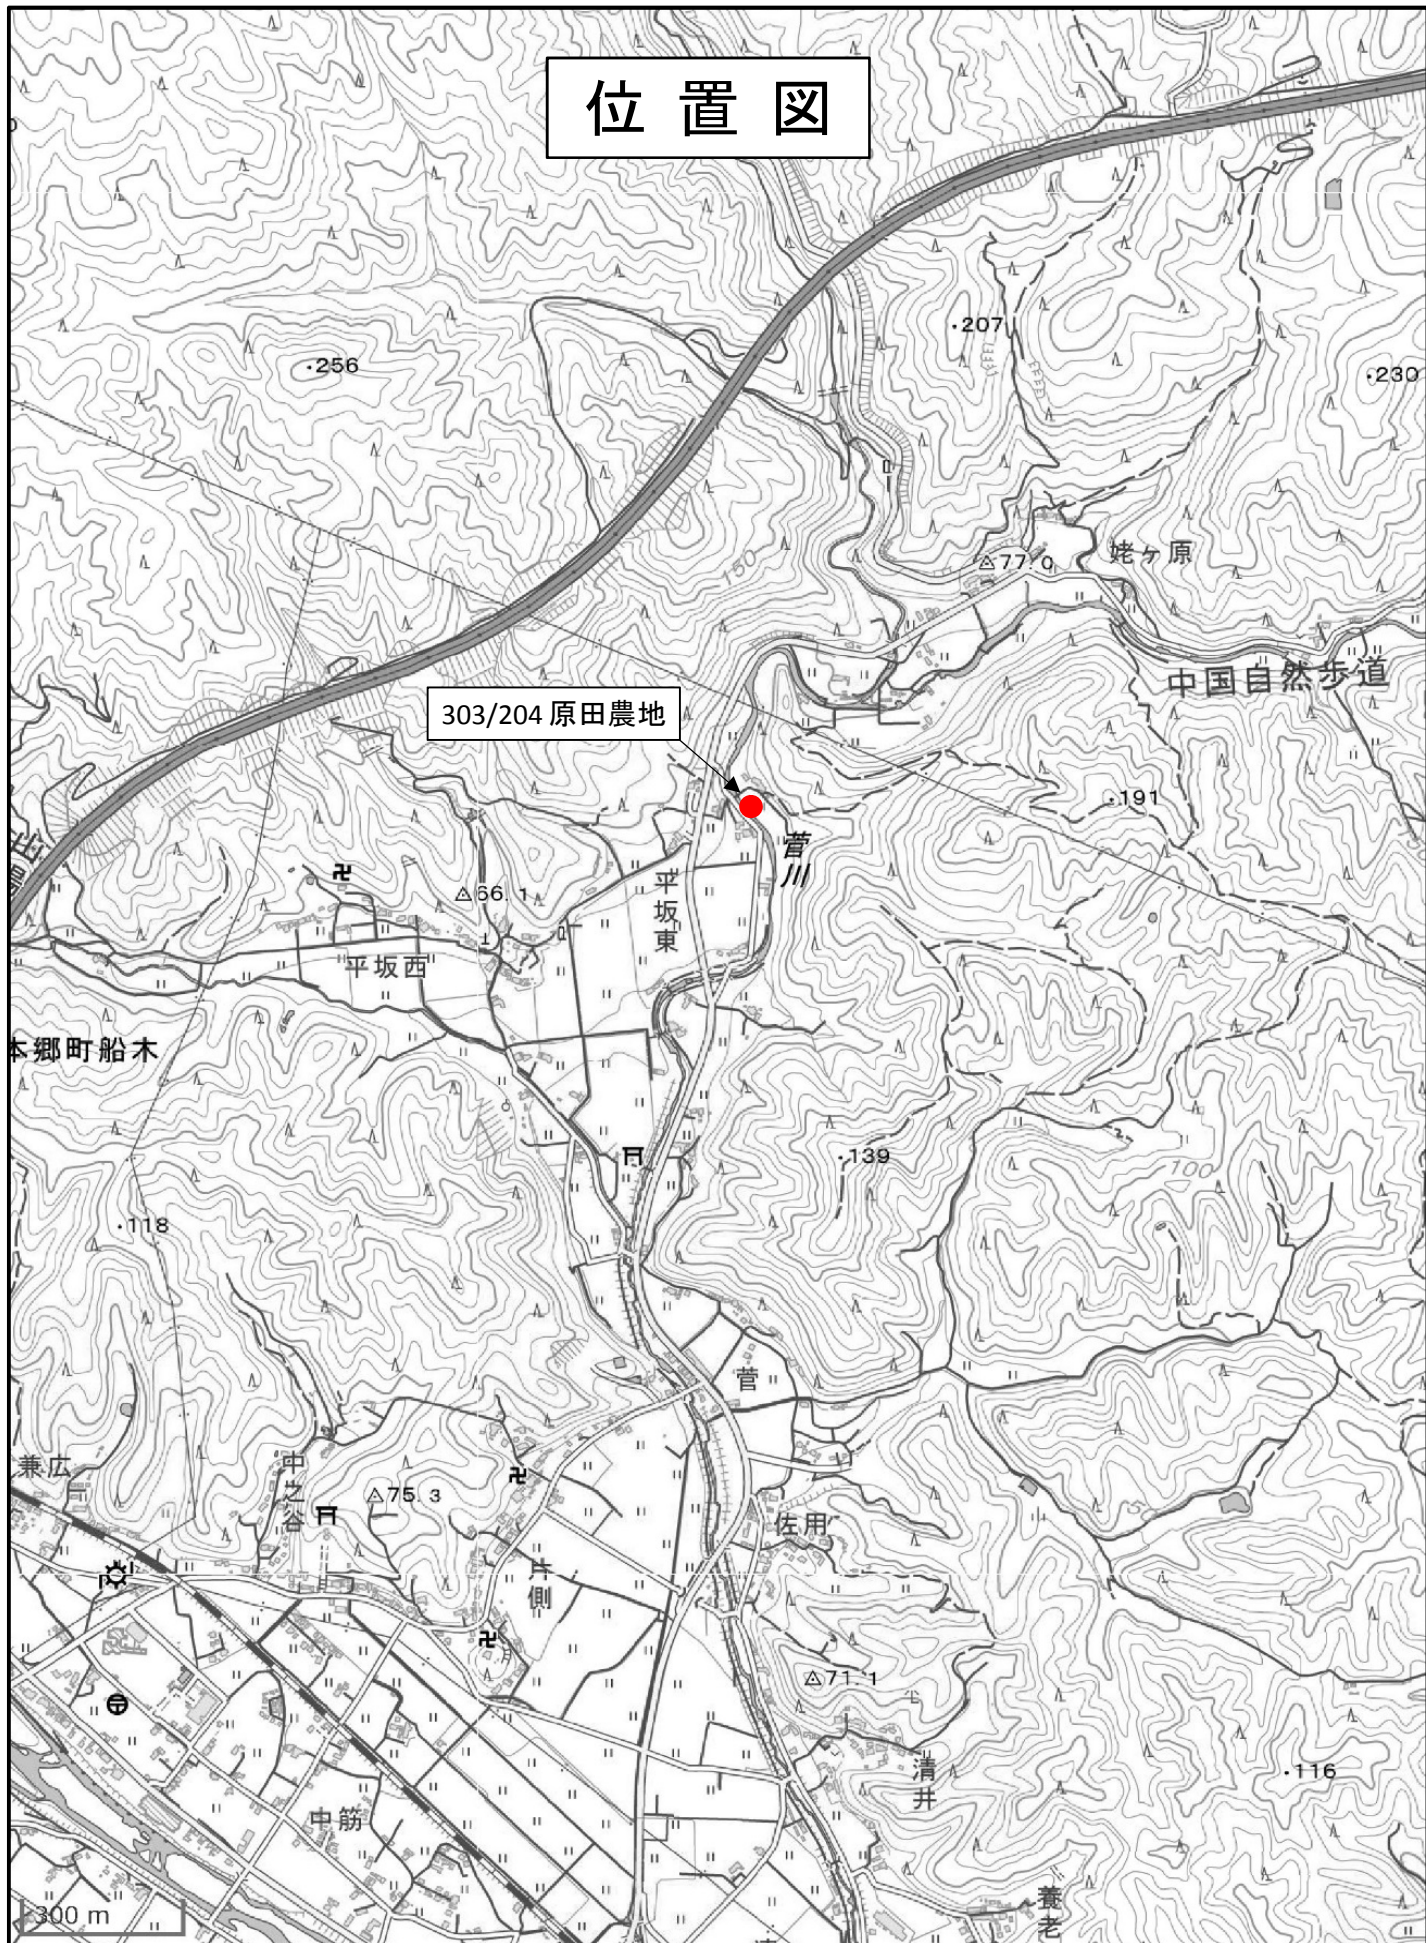 位置図
・207
・256
・230
150
77.0
姥ヶ原
中国自然歩道
303/204 原田農地
・191
菅川
66.1
平坂東
平坂西
本郷町船木
・139
100
・118
菅
兼広
中之谷
75.3
佐用
片側
71.1
清井
・116
中筋
養老
300 m